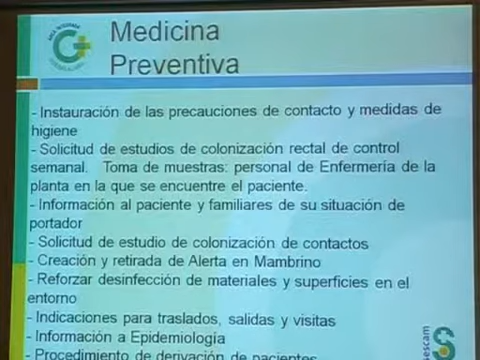 Medicina
Preventiva
- Instauración de las precauciones de contacto y medidas de
higiene
- Solicitud de estudios de colonización rectal de control
semanal. Toma de muestras: personal de Enfermería de la
planta en la que se encuentre el paciente.
- Información al paciente y familiares de su situación de
portador
- Solicitud de estudio de colonización de contactos
- Creación y retirada de Alerta en Mambrino
- Reforzar desinfección de materiales y superficies en el
entorno
- Indicaciones para traslados, salidas y visitas
- Información a Epidemiología
- Procedimiento de derivación de pacientes
escam